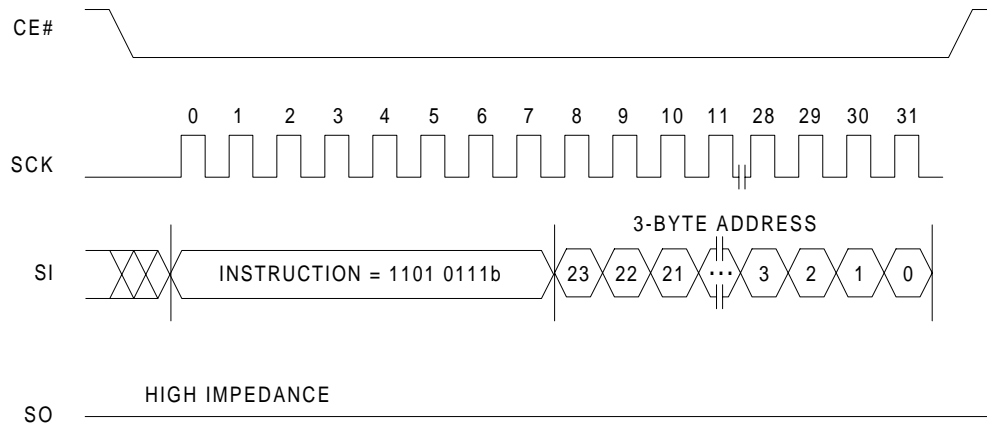 CE#
0 1 2 3 4 5 6 7 8 9 10 11 28 29 30 31
SCK
3-BYTE ADDRESS
SI INSTRUCTION = 1101 0111b 23 22 21 ··· 3 2 1 0
HIGH IMPEDANCE
SO